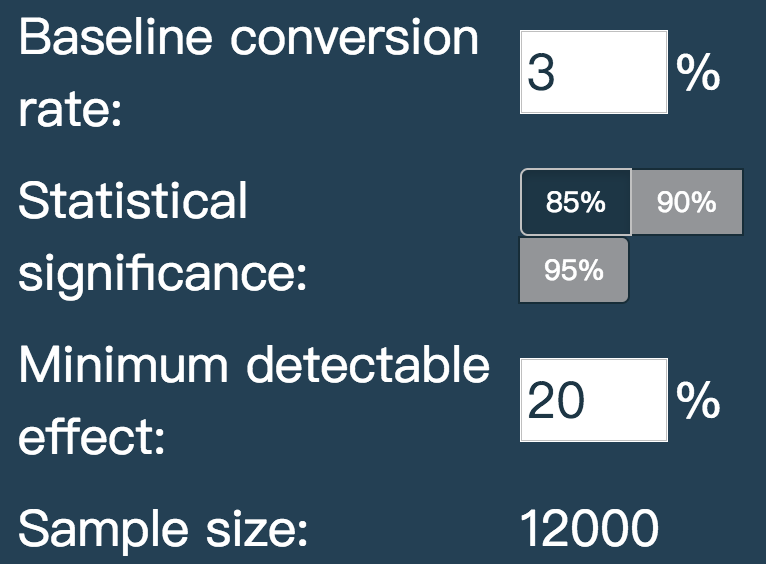 Baseline conversion
rate:
3 %
Statistical
significance:
85% 90%
95%
Minimum detectable
effect:
20 %
Sample size: 12000